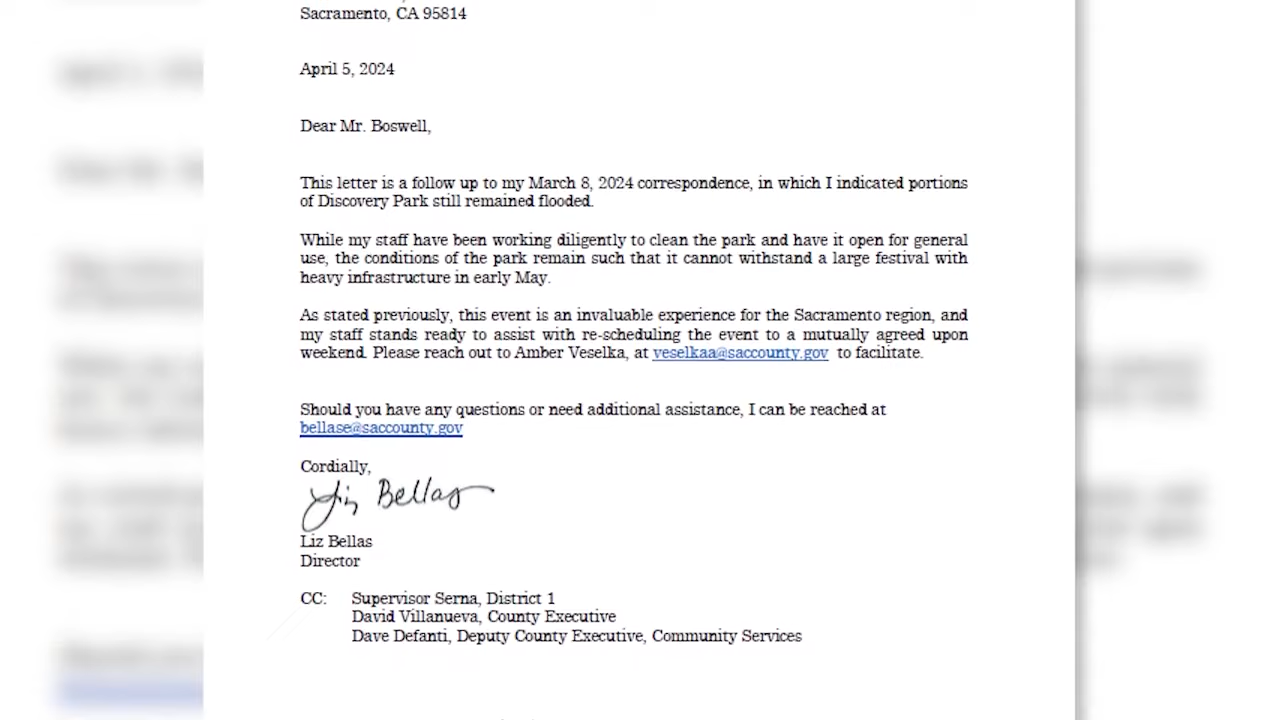 Sacramento, CA 95814
April 5, 2024
Dear Mr. Boswell,
This letter is a follow up to my March 8, 2024 correspondence, in which I indicated portions
of Discovery Park still remained flooded.
While my staff have been working diligently to clean the park and have it open for general
use, the conditions of the park remain such that it cannot withstand a large festival with
heavy infrastructure in early May.
As stated previously, this event is an invaluable experience for the Sacramento region, and
my staff stands ready to assist with re-scheduling the event to a mutually agreed upon
weekend. Please reach out to Amber Veselka, at veselkaa@saccounty.gov to facilitate.
Should you have any questions or need additional assistance, I can be reached at
bellase@saccounty.gov
Cordially,
Liz Bellas
Liz Bellas
Director
CC: Supervisor Serna, District 1
David Villanueva, County Executive
Dave Defanti, Deputy County Executive, Community Services